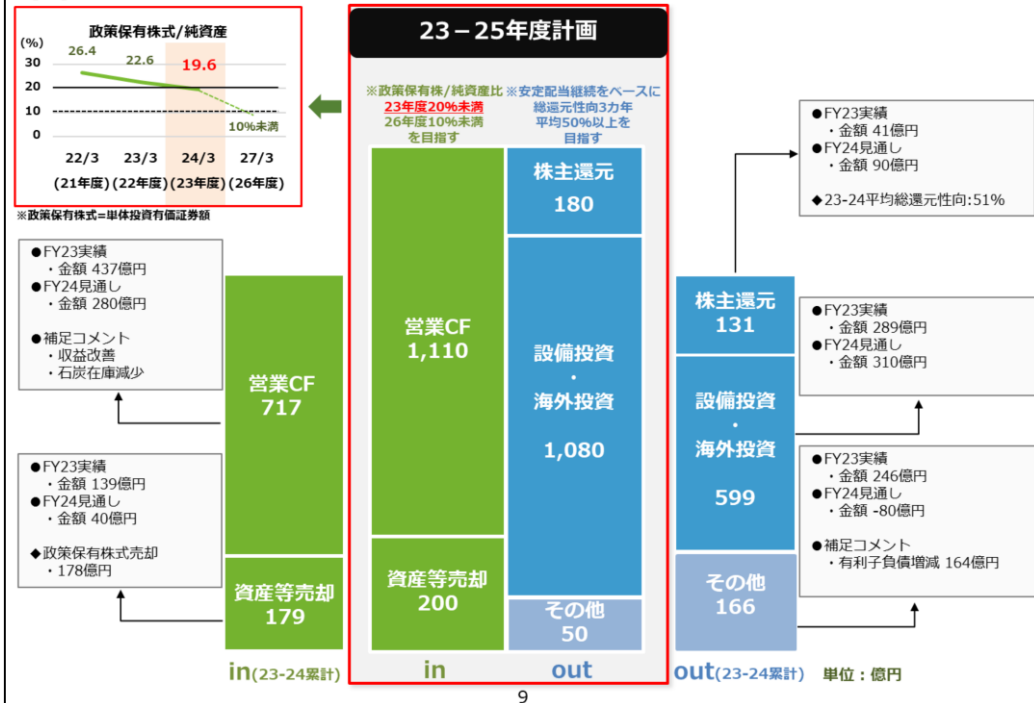 23－25年度計画
政策保有株式/純資産
(%)
30
20
10
0
26.4
22.6
19.6
10%未満
22/3
23/3
24/3
27/3
(21年度)
(22年度)
(23年度)
(26年度)
※政策保有株式=単体投資有価証券額
※政策保有株/純資産比
23年度20%未満
26年度10%未満
を目指す
※安定配当継続をベースに
総還元性向3カ年
平均50%以上を
目指す
●FY23実績
・金額 437億円
●FY24見通し
・金額 280億円
●補足コメント
・収益改善
・石炭在庫減少
●FY23実績
・金額 139億円
●FY24見通し
・金額 40億円
◆政策保有株式売却
・178億円
営業CF
717
資産等売却
179
in(23-24累計)
営業CF
1,110
資産等売却
200
in
株主還元
180
設備投資
・
海外投資
1,080
その他
50
out
株主還元
131
設備投資
・
海外投資
599
その他
166
out(23-24累計)
単位：億円
●FY23実績
・金額 41億円
●FY24見通し
・金額 90億円
◆23-24平均総還元性向:51%
●FY23実績
・金額 289億円
●FY24見通し
・金額 310億円
●FY23実績
・金額 246億円
●FY24見通し
・金額 -80億円
●補足コメント
・有利子負債増減 164億円
9